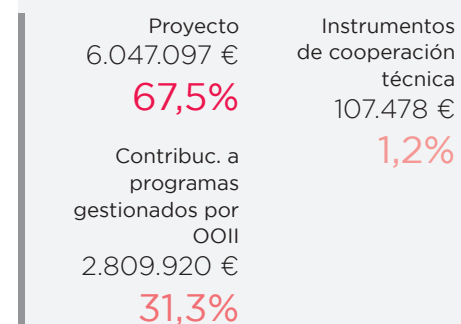 Proyecto
6.047.097 €
67,5%
Contribuc. a
programas
gestionados por
OOII
2.809.920 €
31,3%
Instrumentos
de cooperación
técnica
107.478 €
1,2%